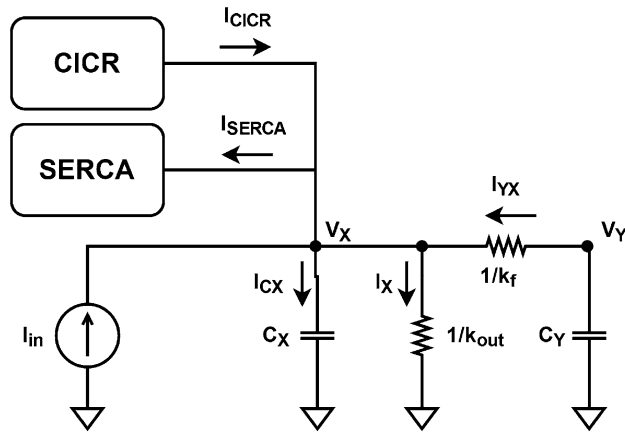 I_CICR
CICR
I_SERCA
SERCA
I_YX
V_X
V_Y
I_CX
I_X
1/k_f
I_in
C_X
1/k_out
C_Y